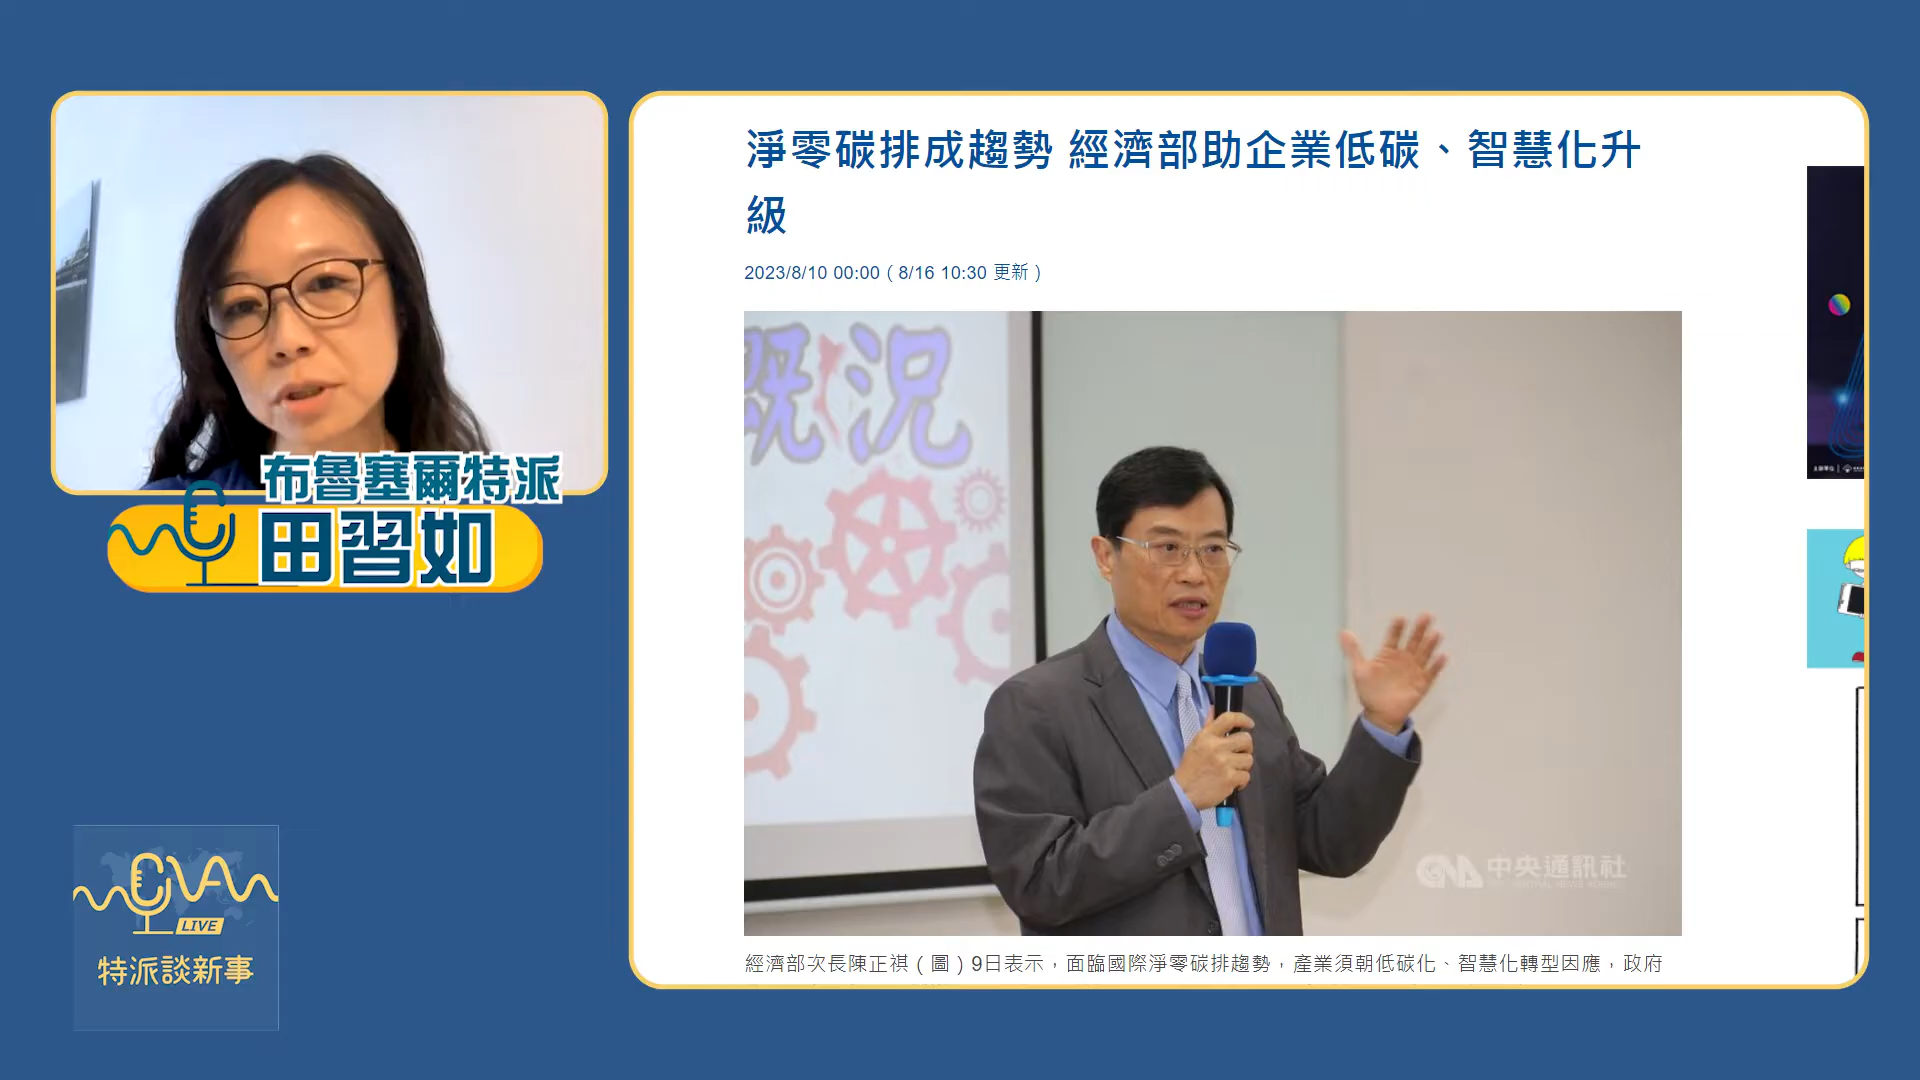 淨零碳排成趨勢 經濟部助企業低碳、智慧化升
級
2023/8/10 00:00（8/16 10:30 更新）
概況
CNA 中央通訊社
經濟部次長陳正祺（圖）9日表示，面臨國際淨零碳排趨勢，產業須朝低碳化、智慧化轉型因應，政府
布魯塞爾特派
田習如
CNA
LIVE
特派談新事